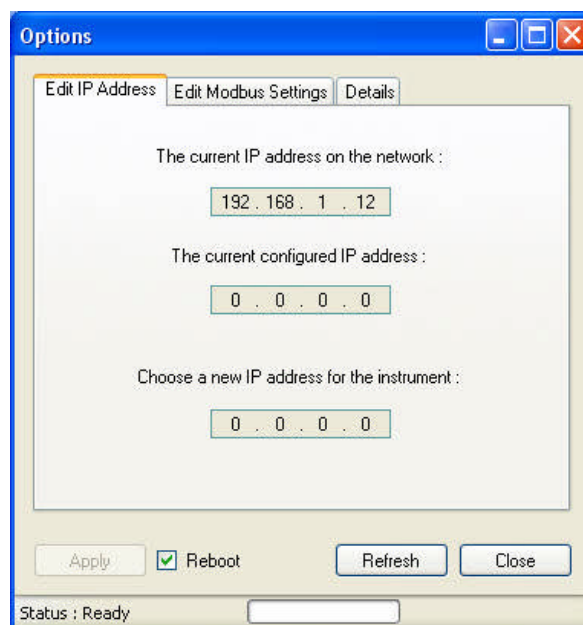 Options
Edit IP Address Edit Modbus Settings Details
The current IP address on the network :
192 . 168 . 1 . 12
The current configured IP address :
0 . 0 . 0 . 0
Choose a new IP address for the instrument :
0 . 0 . 0 . 0
Apply Reboot Refresh Close
Status : Ready